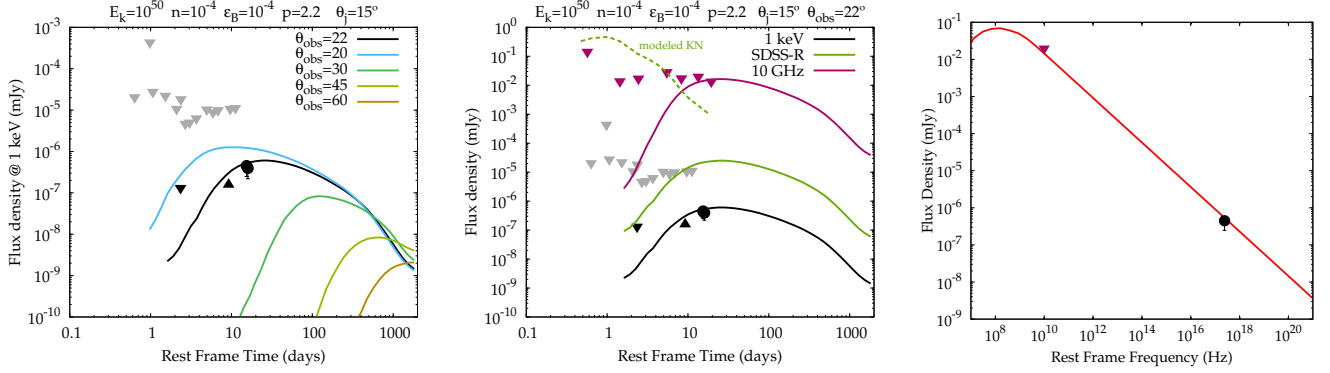 E_k=10^50 n=10^-4 ε_B=10^-4 p=2.2 θ_j=15°
Flux density @ 1 keV (mJy)
10^-3
10^-4
10^-5
10^-6
10^-7
10^-8
10^-9
10^-10
θ_obs=22
θ_obs=20
θ_obs=30
θ_obs=45
θ_obs=60
0.1 1 10 100 1000
Rest Frame Time (days)
E_k=10^50 n=10^-4 ε_B=10^-4 p=2.2 θ_j=15° θ_obs=22°
Flux density (mJy)
10^0
10^-1
10^-2
10^-3
10^-4
10^-5
10^-6
10^-7
10^-8
10^-9
10^-10
modeled KN
1 keV
SDSS-R
10 GHz
0.1 1 10 100 1000
Rest Frame Time (days)
Flux Density (mJy)
10^-1
10^-2
10^-3
10^-4
10^-5
10^-6
10^-7
10^-8
10^-9
10^8 10^10 10^12 10^14 10^16 10^18 10^20
Rest Frame Frequency (Hz)